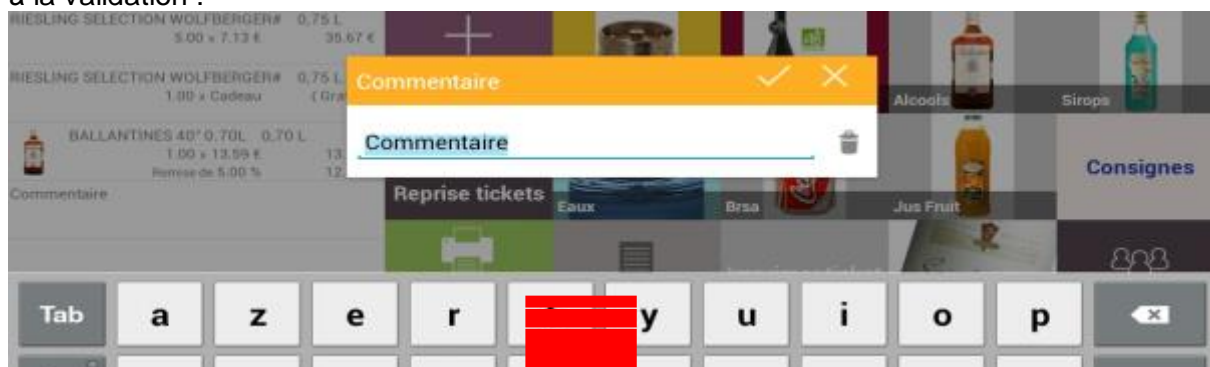 à la validation :
RIESLING SELECTION WOLFBERGER# 0,75 L
5.00 x 7.13 € 35.67 €
RIESLING SELECTION WOLFBERGER# 0,75 L
1.00 x Cadeau
BALLANTINES 40° 0.70L 0,70 L
1.00 x 13.59 €
Remise de 5.00 %
Commentaire
Commentaire
Commentaire
Reprise tickets
Eaux
Brsa
Alcools
Sirops
Jus Fruit
Consignes
Tab a z e r y u i o p